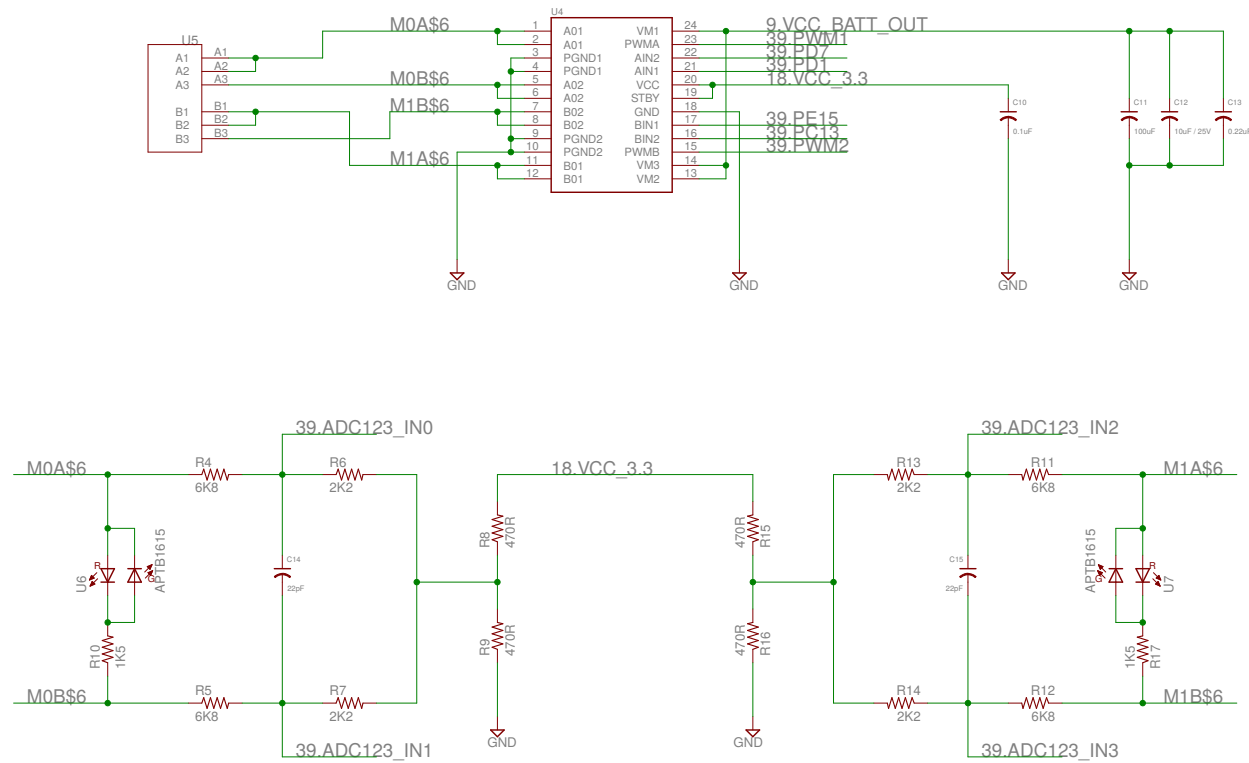 U4
M0A$6 1 A01 VM1 24 9.VCC_BATT_OUT
2 A01 PWMA 23 39.PWM1
U5
A1 A1 3 PGND1 AIN2 22 39.PD7
A2 A2 4 PGND1 AIN1 21 39.PD1
A3 A3 M0B$6 5 A02 VCC 20 18.VCC_3.3
6 A02 STBY 19
C10 C11 C12 C13
B1 B1 M1B$6 7 B02 GND 18
B2 B2 8 B02 BIN1 17 39.PE15
0.1uF 100uF 10uF / 25V 0.22uF
B3 B3 9 PGND2 BIN2 16 39.PC13
10 PGND2 PWMB 15 39.PWM2
M1A$6 11 B01 VM3 14
12 B01 VM2 13
GND GND GND GND
39.ADC123_IN0 39.ADC123_IN2
M0A$6 R4 R6 18.VCC_3.3 R13 R11 M1A$6
6K8 2K2 2K2 6K8
R8 470R 470R R15
U6 R G APTB1615 C14 22pF C15 22pF APTB1615 G R U7
R10 1K5 R9 470R 470R R16 1K5 R17
M0B$6 R5 R7 R14 R12 M1B$6
6K8 2K2 2K2 6K8
GND GND
39.ADC123_IN1 39.ADC123_IN3